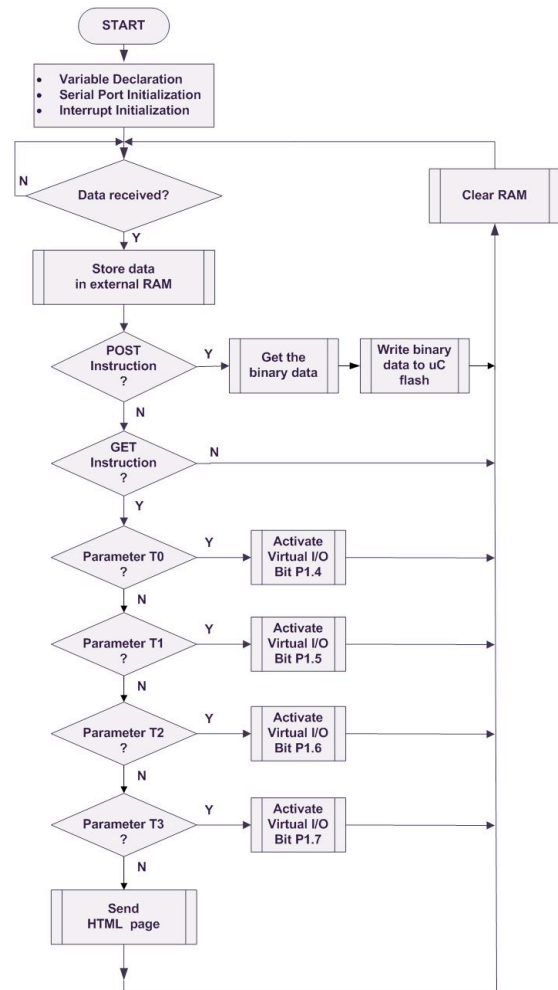 START
• Variable Declaration
• Serial Port Initialization
• Interrupt Initialization
N
Data received?
Clear RAM
Y
Store data
in external RAM
POST
Instruction
?
Y
Get the
binary data
Write binary
data to uC
flash
N
GET
Instruction
?
N
Y
Parameter T0
?
Y
Activate
Virtual I/O
Bit P1.4
N
Parameter T1
?
Y
Activate
Virtual I/O
Bit P1.5
N
Parameter T2
?
Y
Activate
Virtual I/O
Bit P1.6
N
Parameter T3
?
Y
Activate
Virtual I/O
Bit P1.7
N
Send
HTML page